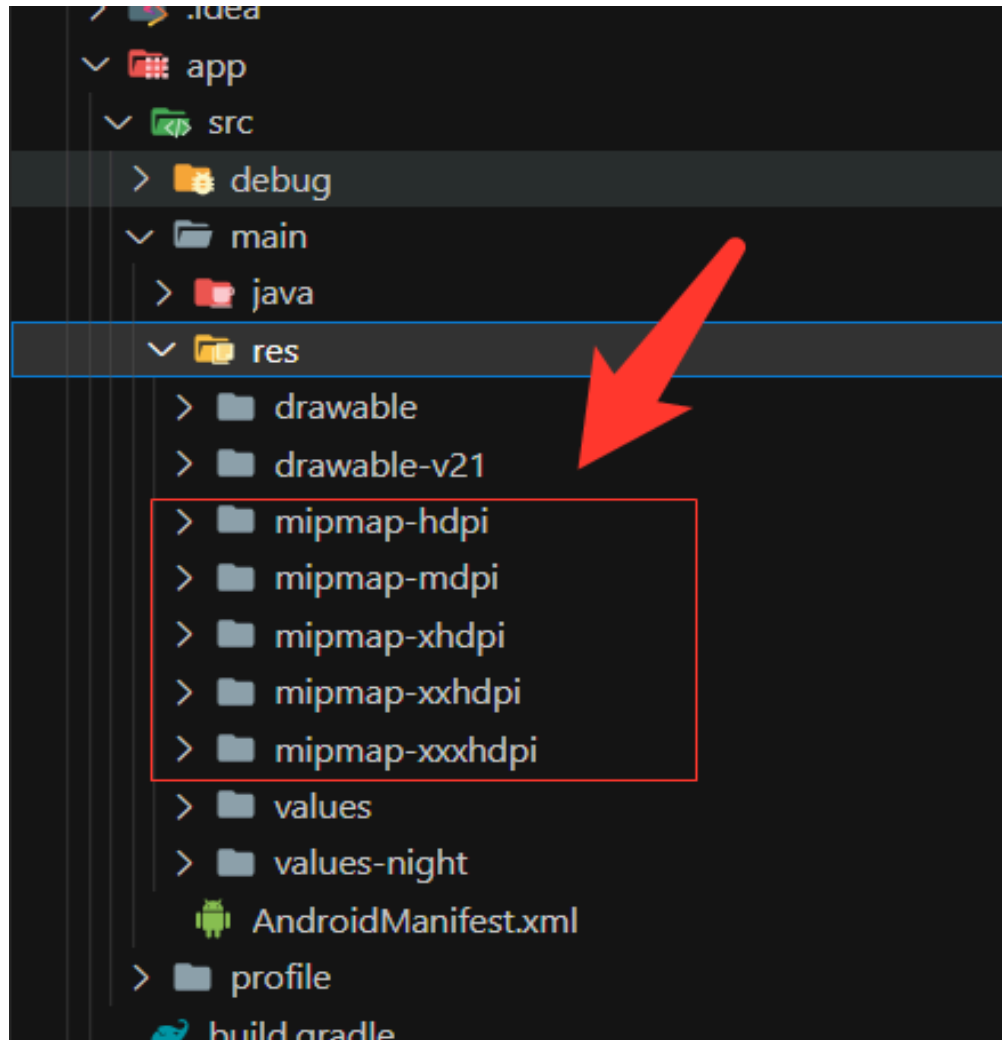 .idea
app
src
debug
main
java
res
drawable
drawable-v21
mipmap-hdpi
mipmap-mdpi
mipmap-xhdpi
mipmap-xxhdpi
mipmap-xxxhdpi
values
values-night
AndroidManifest.xml
profile
build.gradle